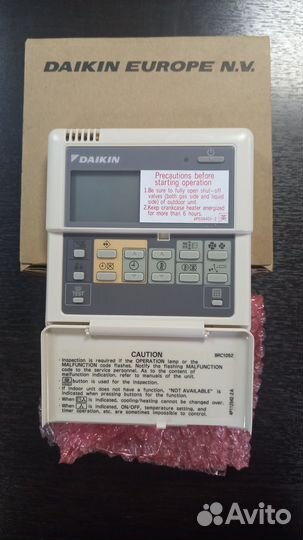 DAIKIN EUROPE N.V.
DAIKIN
Precautions before
starting operation
1.Be sure to fully open shut-off
valves (both gas side and liquid
side) of outdoor unit.
2.Keep crankcase heater energized
for more than 6 hours.
TEST
CAUTION
BRC1D52
Inspection is required if the OPERATION lamp or the
MALFUNCTION code flashes. Notify the flashing MALFUNCTION
code to the service personnel. As to the content of
malfunction indication, refer to manuals of the unit.
button is used for the Inspection.
If indoor unit does not have a function, "NOT AVAILABLE" is
indicated when pressing buttons for the function.
When is indicated, cooling/heating cannot be changed over.
When is indicated, ON/OFF, temperature setting, and
timer operation, etc. are sometimes impossible to control.
Avito